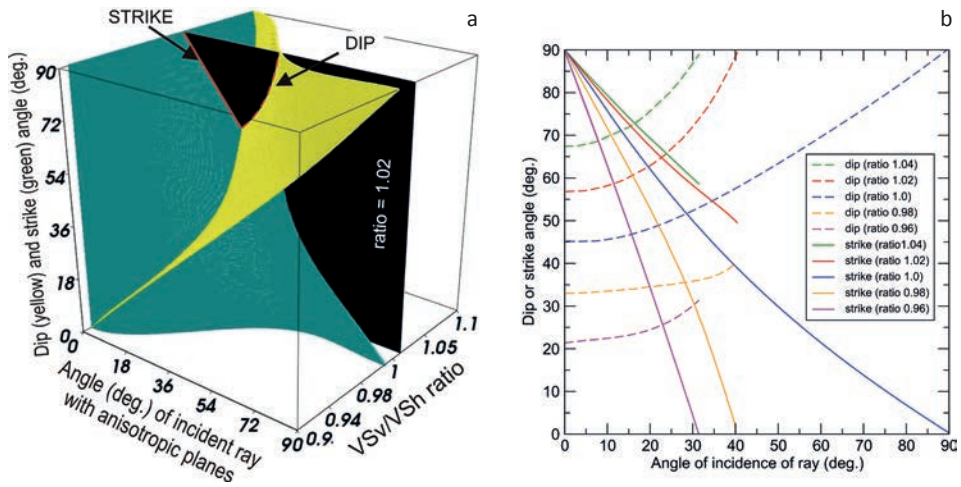 a
STRIKE
DIP
Dip (yellow) and strike (green) angle (deg.)
90
72
54
36
18
0
0
18
36
54
72
90
Angle (deg.) of incident ray
with anisotropic planes
0.9
0.94
0.98
1
1.05
1.1
VSv/VSh ratio
ratio = 1.02
b
Dip or strike angle (deg.)
90
80
70
60
50
40
30
20
10
0
0 10 20 30 40 50 60 70 80 90
Angle of incidence of ray (deg.)
dip (ratio 1.04)
dip (ratio 1.02)
dip (ratio 1.0)
dip (ratio 0.98)
dip (ratio 0.96)
strike (ratio1.04)
strike (ratio 1.02)
strike (ratio 1.0)
strike (ratio 0.98)
strike (ratio 0.96)